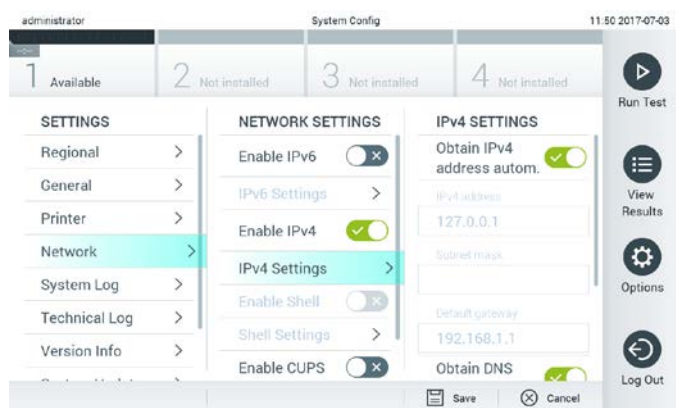 administrator
System Config
11:50 2017-07-03
1 Available
2 Not installed
3 Not installed
4 Not installed
SETTINGS
Regional
General
Printer
Network
System Log
Technical Log
Version Info
NETWORK SETTINGS
Enable IPv6
IPv6 Settings
Enable IPv4
IPv4 Settings
Enable Shell
Shell Settings
Enable CUPS
IPv4 SETTINGS
Obtain IPv4
address autom.
IPv4 address
127.0.0.1
Subnet mask
Default gateway
192.168.1.1
Obtain DNS
Run Test
View
Results
Options
Log Out
Save
Cancel